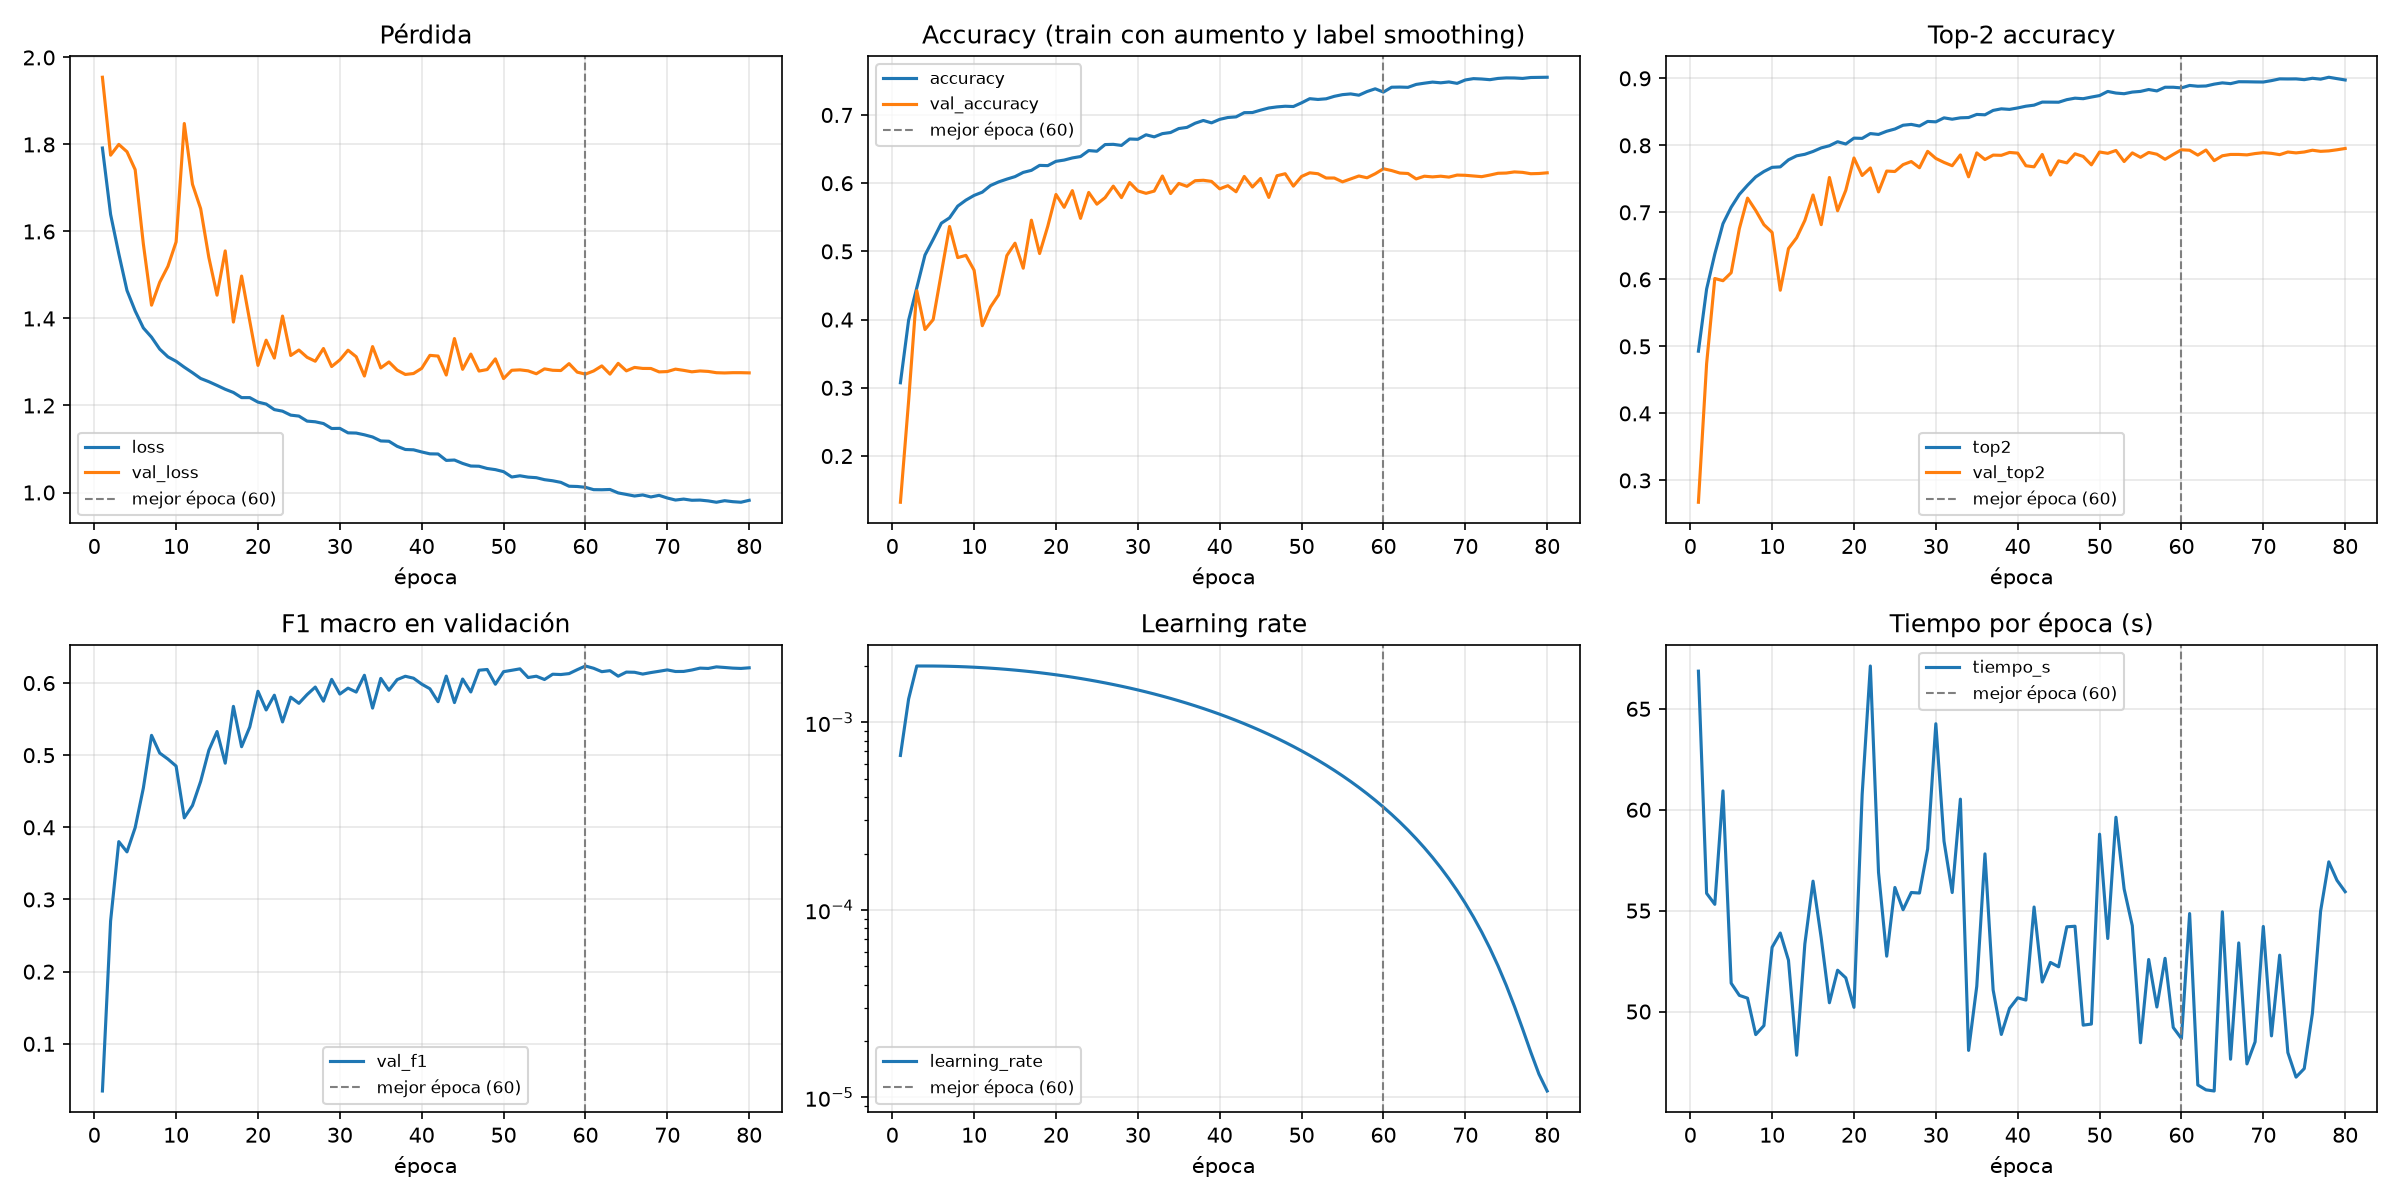 Pérdida
2.0
1.8
1.6
1.4
1.2
1.0
loss
val_loss
mejor época (60)
0 10 20 30 40 50 60 70 80
época
Accuracy (train con aumento y label smoothing)
accuracy
val_accuracy
mejor época (60)
0.7
0.6
0.5
0.4
0.3
0.2
0 10 20 30 40 50 60 70 80
época
Top-2 accuracy
0.9
0.8
0.7
0.6
0.5
0.4
0.3
top2
val_top2
mejor época (60)
0 10 20 30 40 50 60 70 80
época
F1 macro en validación
0.6
0.5
0.4
0.3
0.2
0.1
val_f1
mejor época (60)
0 10 20 30 40 50 60 70 80
época
Learning rate
10⁻³
10⁻⁴
10⁻⁵
learning_rate
mejor época (60)
0 10 20 30 40 50 60 70 80
época
Tiempo por época (s)
tiempo_s
mejor época (60)
65
60
55
50
0 10 20 30 40 50 60 70 80
época